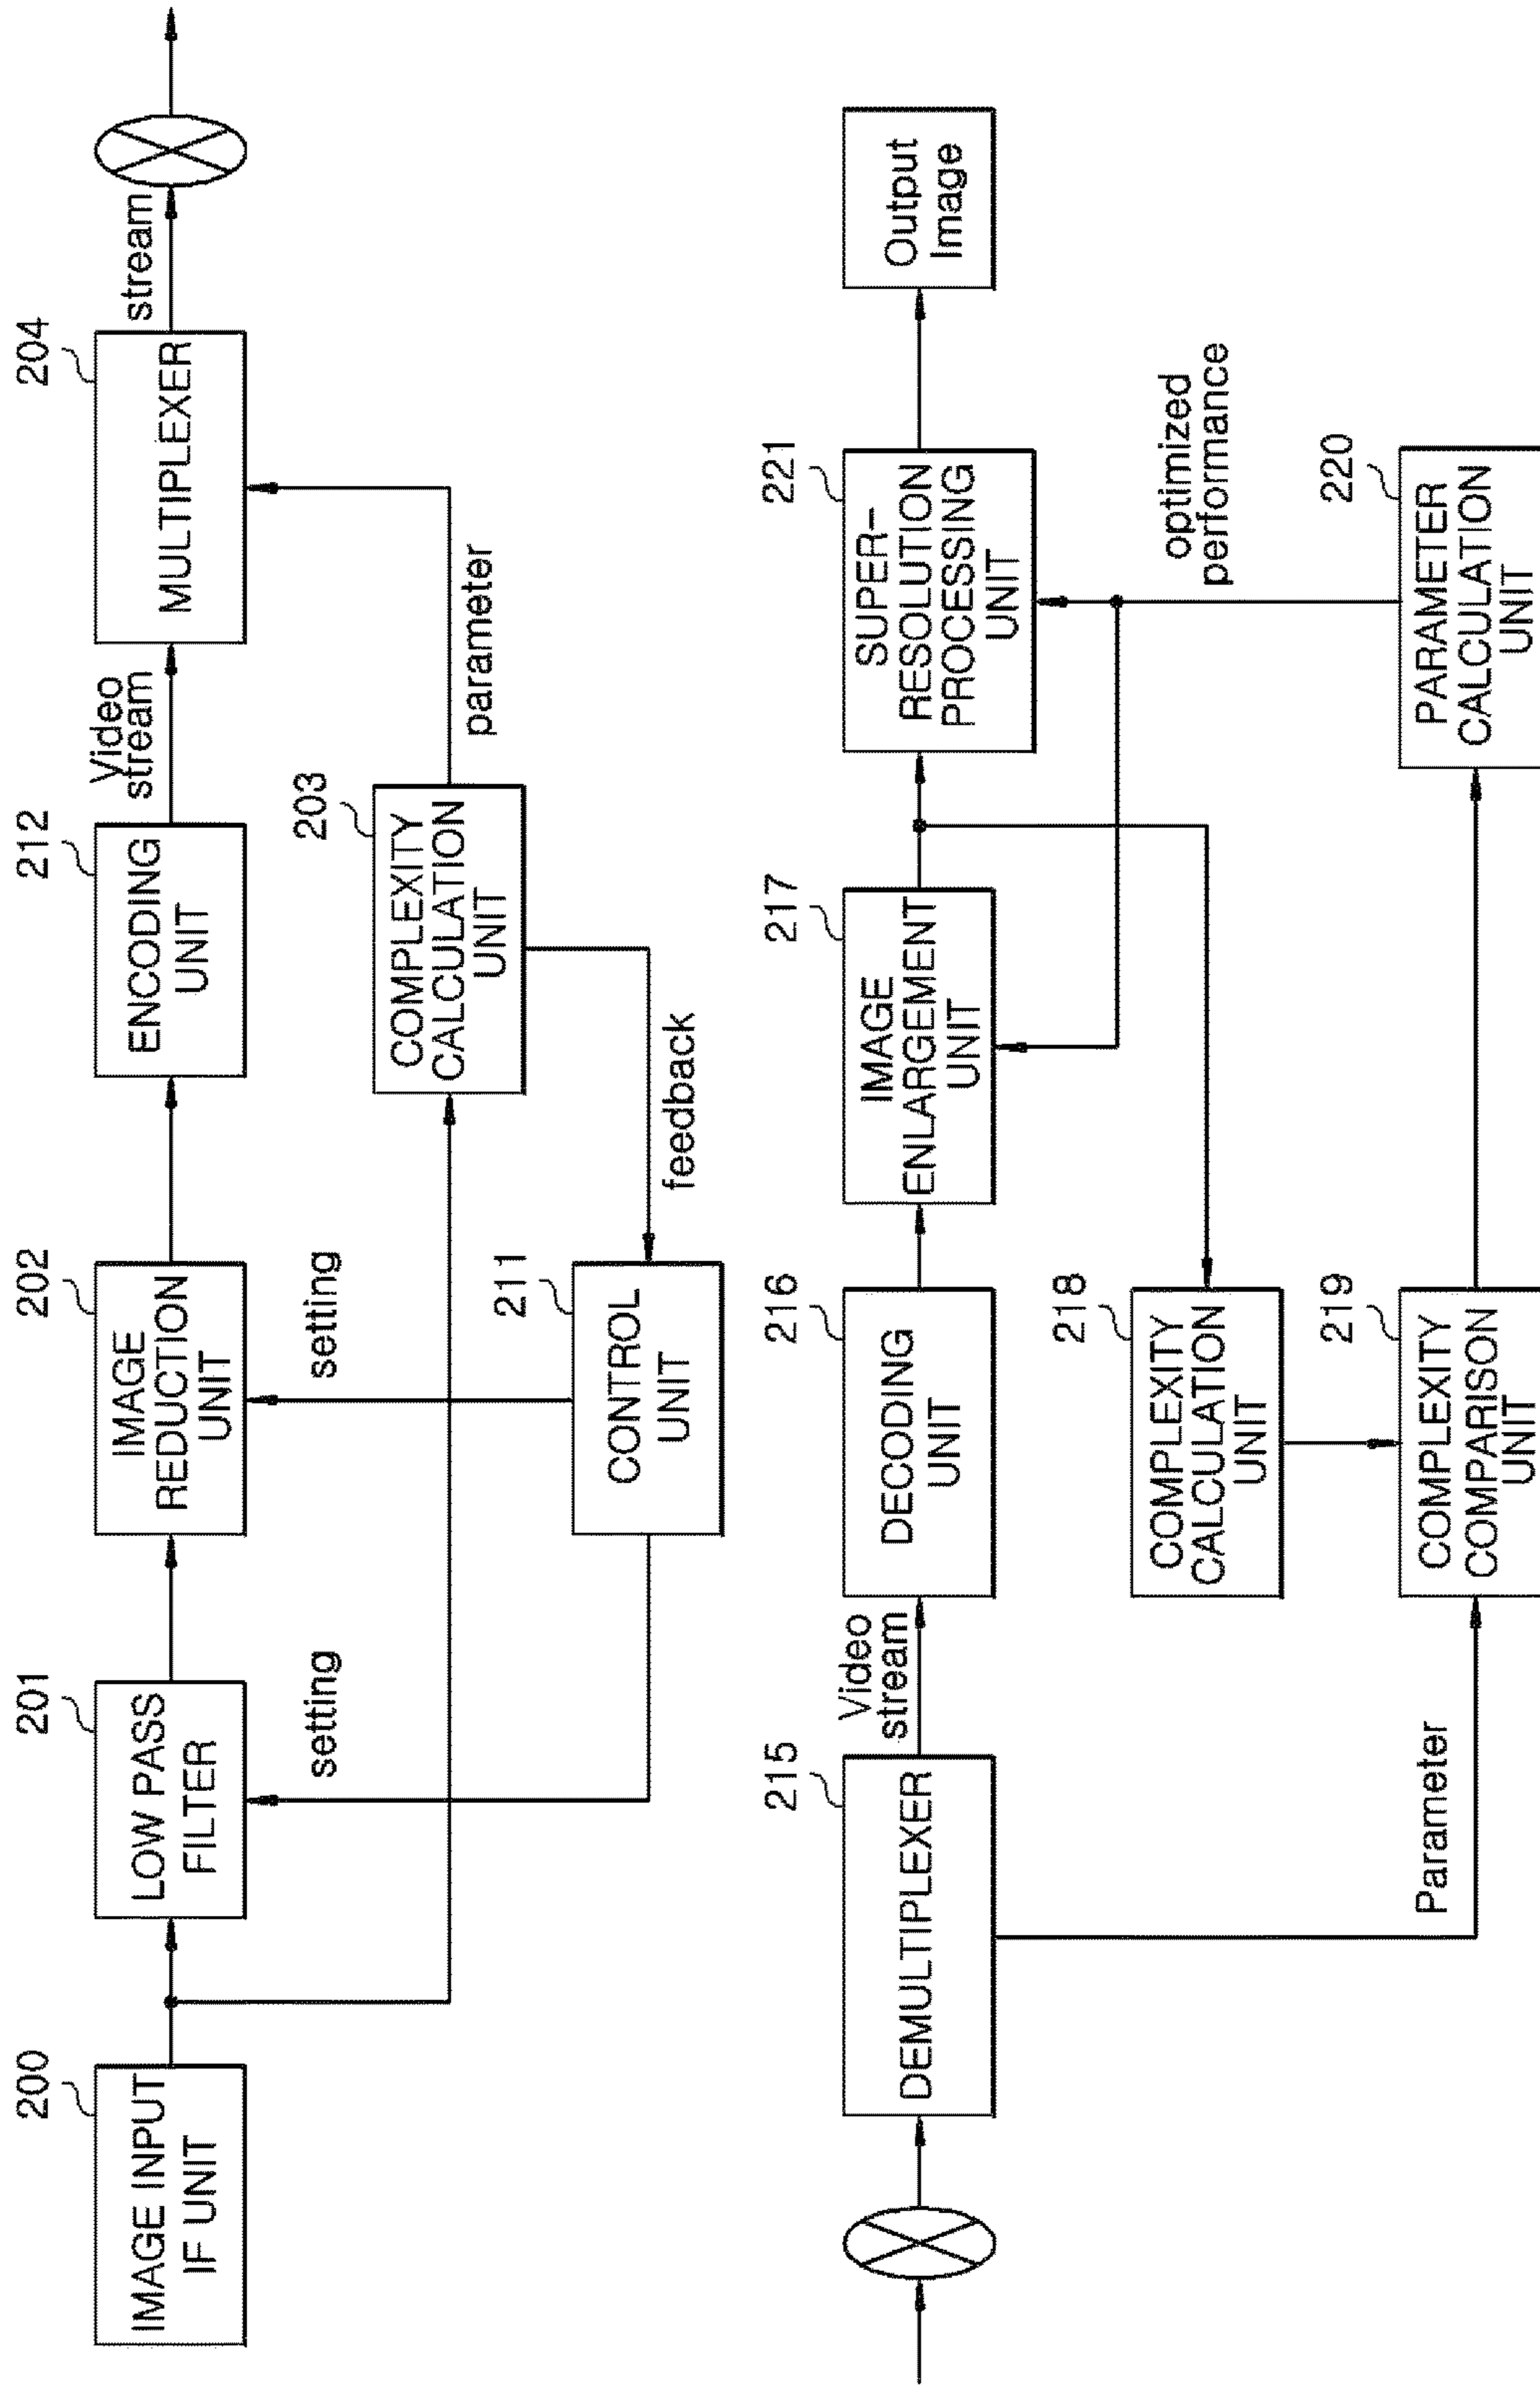 200
IMAGE INPUT
IF UNIT
201
LOW PASS
FILTER
202
IMAGE
REDUCTION
UNIT
212
ENCODING
UNIT
Video
stream
204
MULTIPLEXER
stream
setting
setting
203
COMPLEXITY
CALCULATION
UNIT
parameter
211
CONTROL
UNIT
feedback
215
DEMULTIPLEXER
Video
stream
216
DECODING
UNIT
217
IMAGE
ENLARGEMENT
UNIT
221
SUPER-
RESOLUTION
PROCESSING
UNIT
Output
Image
218
COMPLEXITY
CALCULATION
UNIT
optimized
performance
Parameter
219
COMPLEXITY
COMPARISON
UNIT
220
PARAMETER
CALCULATION
UNIT